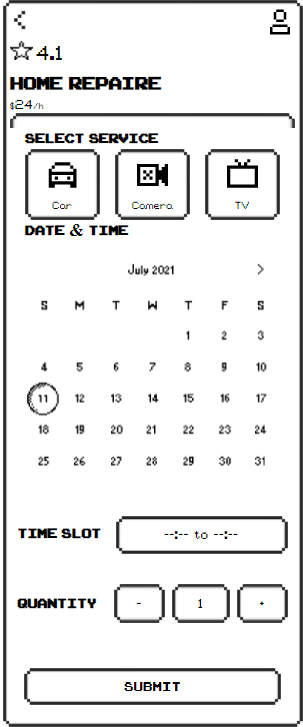 4.1
HOME REPAIRE
$24/h
SELECT SERVICE
Car Camera TV
DATE & TIME
July 2021
S M T W T F S
1 2 3
4 5 6 7 8 9 10
11 12 13 14 15 16 17
18 19 20 21 22 23 24
25 26 27 28 29 30 31
TIME SLOT --:-- to --:--
QUANTITY - 1 +
SUBMIT